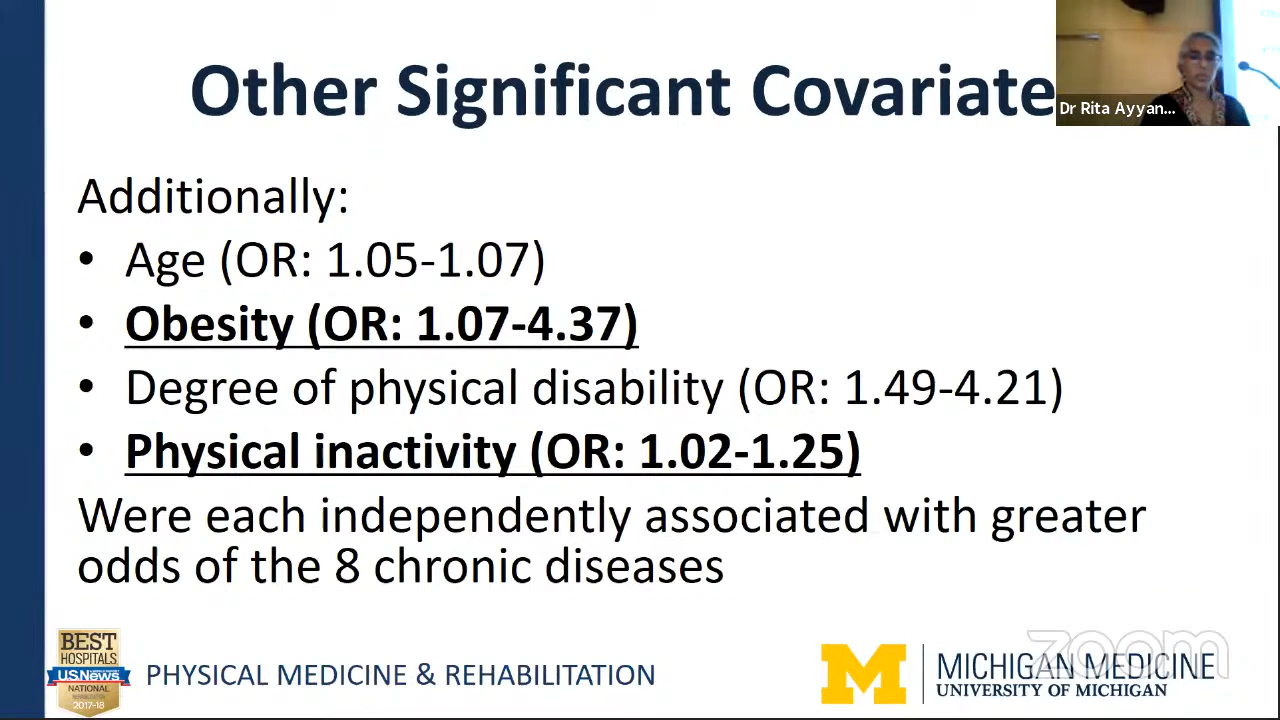 Other Significant Covariate
Dr Rita Ayyan...
Additionally:
• Age (OR: 1.05-1.07)
• Obesity (OR: 1.07-4.37)
• Degree of physical disability (OR: 1.49-4.21)
• Physical inactivity (OR: 1.02-1.25)
Were each independently associated with greater
odds of the 8 chronic diseases
BEST
HOSPITALS
U.S.News
NATIONAL
REHABILITATION
2017-18
PHYSICAL MEDICINE & REHABILITATION
M
MICHIGAN MEDICINE
UNIVERSITY OF MICHIGAN
zoom